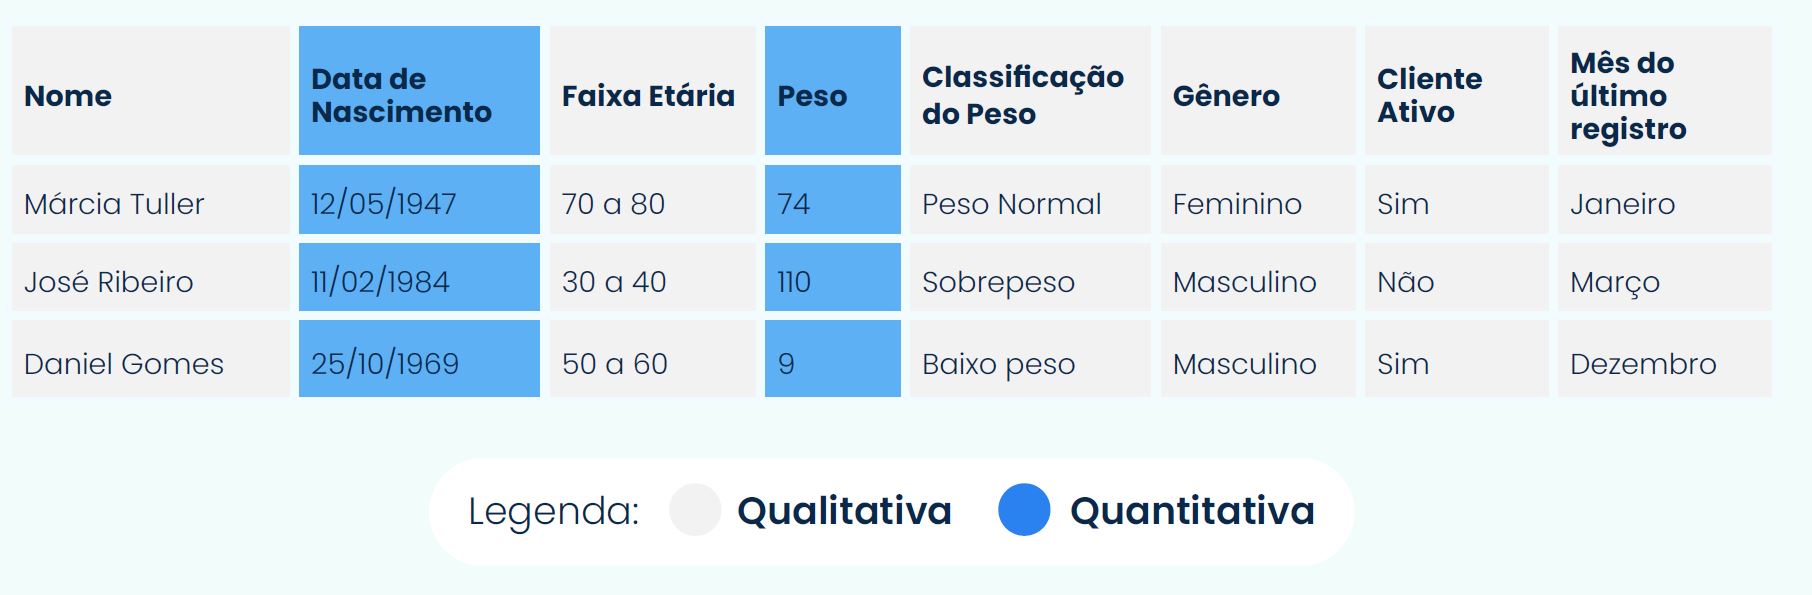 Nome Data de Nascimento Faixa Etária Peso Classificação do Peso Gênero Cliente Ativo Mês do último registro
Márcia Tuller 12/05/1947 70 a 80 74 Peso Normal Feminino Sim Janeiro
José Ribeiro 11/02/1984 30 a 40 110 Sobrepeso Masculino Não Março
Daniel Gomes 25/10/1969 50 a 60 9 Baixo peso Masculino Sim Dezembro
Legenda: Qualitativa Quantitativa